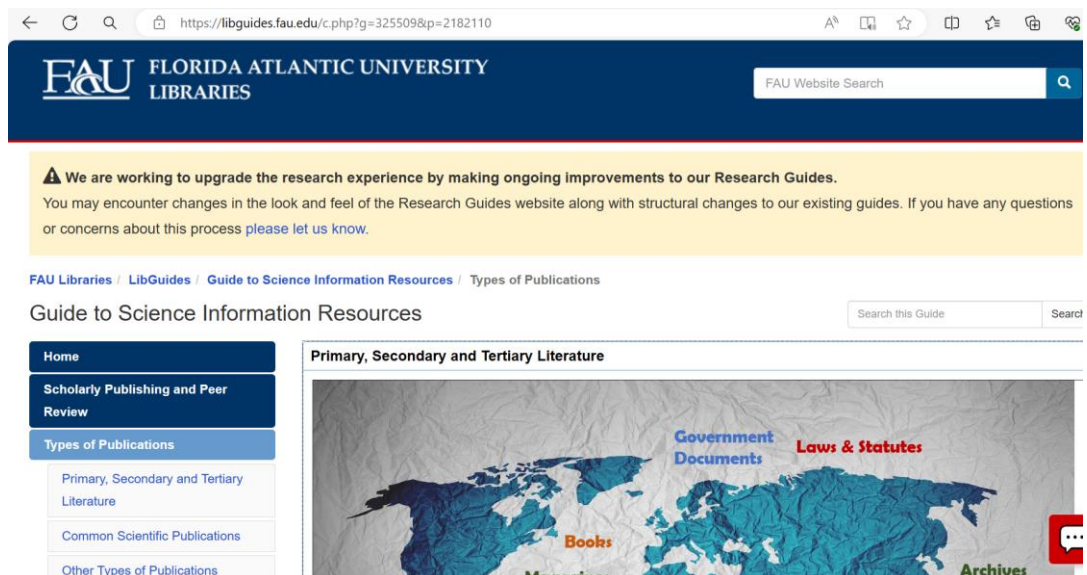 https://libguides.fau.edu/c.php?g=325509&p=2182110
FAU
FLORIDA ATLANTIC UNIVERSITY
LIBRARIES
FAU Website Search
We are working to upgrade the research experience by making ongoing improvements to our Research Guides.
You may encounter changes in the look and feel of the Research Guides website along with structural changes to our existing guides. If you have any questions
or concerns about this process please let us know.
FAU Libraries / LibGuides / Guide to Science Information Resources / Types of Publications
Guide to Science Information Resources
Search this Guide
Search
Home
Scholarly Publishing and Peer
Review
Types of Publications
Primary, Secondary and Tertiary
Literature
Common Scientific Publications
Other Types of Publications
Primary, Secondary and Tertiary Literature
Government
Documents
Laws & Statutes
Books
Archives